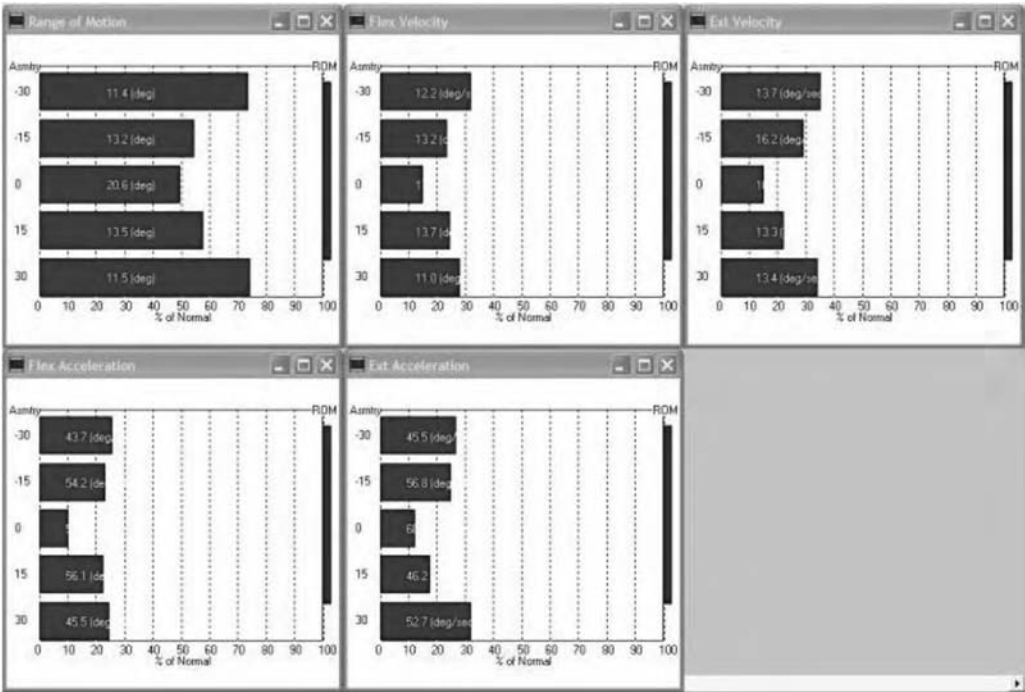 Range of Motion
Asmtry ROM
-30 11.4 (deg)
-15 13.2 (deg)
0 20.6 (deg)
15 13.5 (deg)
30 11.5 (deg)
0 10 20 30 40 50 60 70 80 90 100
% of Normal
Flex Velocity
Asmtry ROM
-30 12.2 (deg/s
-15 13.2 (d
0 1
15 13.7 (de
30 11.0 (deg
0 10 20 30 40 50 60 70 80 90 100
% of Normal
Ext Velocity
Asmtry ROM
-30 13.7 (deg/sec
-15 16.2 (deg/
0
15 13.3 (
30 13.4 (deg/sec
0 10 20 30 40 50 60 70 80 90 100
% of Normal
Flex Acceleration
Asmtry ROM
-30 43.7 (deg/
-15 54.2 (de
0
15 56.1 (de
30 45.5 (deg
0 10 20 30 40 50 60 70 80 90 100
% of Normal
Ext Acceleration
Asmtry ROM
-30 45.5 (deg/
-15 56.8 (deg
0
15 46.2
30 52.7 (deg/sec
0 10 20 30 40 50 60 70 80 90 100
% of Normal